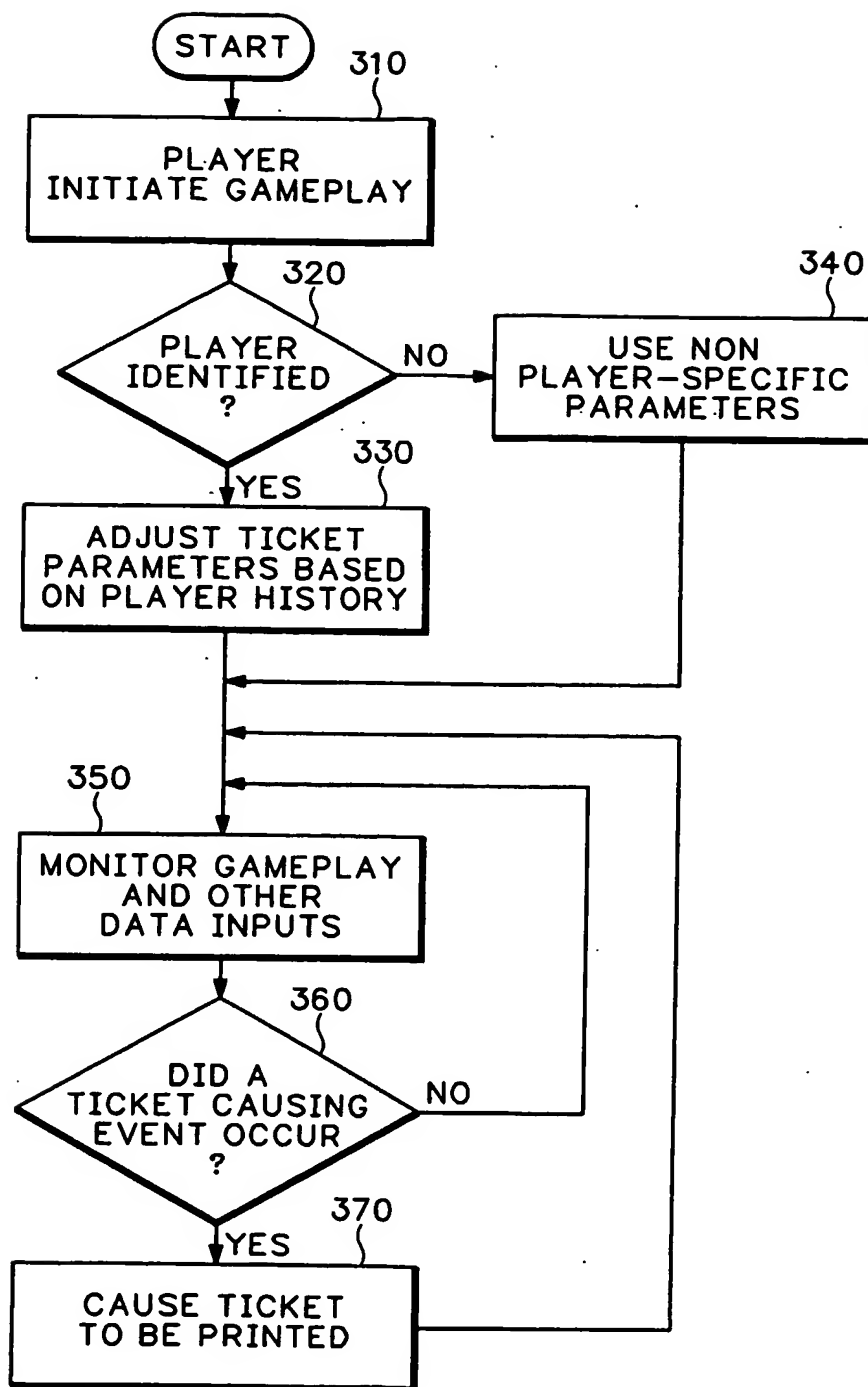 START
310
PLAYER
INITIATE GAMEPLAY
320
PLAYER
IDENTIFIED
?
NO
340
USE NON
PLAYER-SPECIFIC
PARAMETERS
YES
330
ADJUST TICKET
PARAMETERS BASED
ON PLAYER HISTORY
350
MONITOR GAMEPLAY
AND OTHER
DATA INPUTS
360
DID A
TICKET CAUSING
EVENT OCCUR
?
NO
YES
370
CAUSE TICKET
TO BE PRINTED